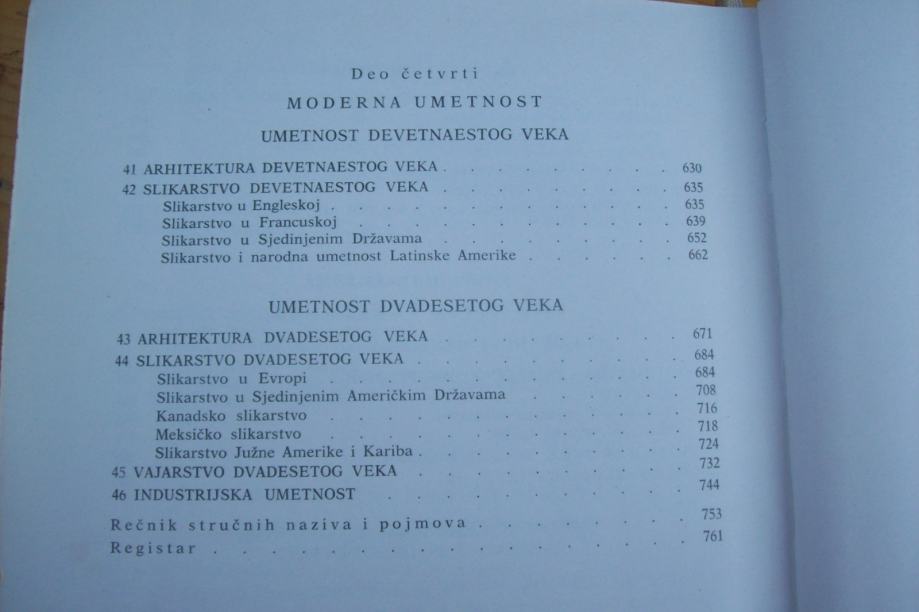 Deo četvrti
MODERNA UMETNOST
UMETNOST DEVETNAESTOG VEKA
41 ARHITEKTURA DEVETNAESTOG VEKA . . . . . . . . . 630
42 SLIKARSTVO DEVETNAESTOG VEKA . . . . . . . . . 635
Slikarstvo u Engleskoj . . . . . . . . . . . . . 635
Slikarstvo u Francuskoj . . . . . . . . . . . . 639
Slikarstvo u Sjedinjenim Državama . . . . . . . . . 652
Slikarstvo i narodna umetnost Latinske Amerike . . . . . . 662
UMETNOST DVADESETOG VEKA
43 ARHITEKTURA DVADESETOG VEKA . . . . . . . . . 671
44 SLIKARSTVO DVADESETOG VEKA . . . . . . . . . . 684
Slikarstvo u Evropi . . . . . . . . . . . . . 684
Slikarstvo u Sjedinjenim Američkim Državama . . . . . . 708
Kanadsko slikarstvo . . . . . . . . . . . . . 716
Meksičko slikarstvo . . . . . . . . . . . . . 718
Slikarstvo Južne Amerike i Kariba . . . . . . . . . . 724
45 VAJARSTVO DVADESETOG VEKA . . . . . . . . . . 732
46 INDUSTRIJSKA UMETNOST . . . . . . . . . . . 744
Rečnik stručnih naziva i pojmova . . . . . . . . 753
Registar . . . . . . . . . . . . . . . . . 761